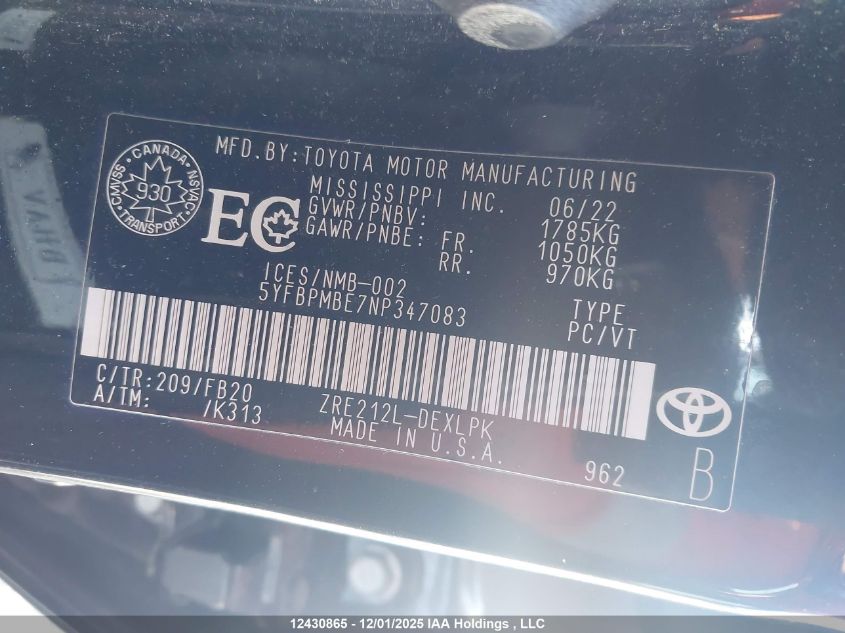 CMVSS · CANADA · NSVAC
930
TRANSPORT
EC
MFD.BY:TOYOTA MOTOR MANUFACTURING
MISSISSIPPI INC. 06/22
GVWR/PNBV: 1785KG
GAWR/PNBE: FR. 1050KG
RR. 970KG
ICES/NMB-002
5YFBPMBE7NP347083
TYPE
PC/VT
C/TR:209/FB20
A/TM: /K313
ZRE212L-DEXLPK
MADE IN U.S.A.
962
B
12430865 - 12/01/2025 IAA Holdings , LLC